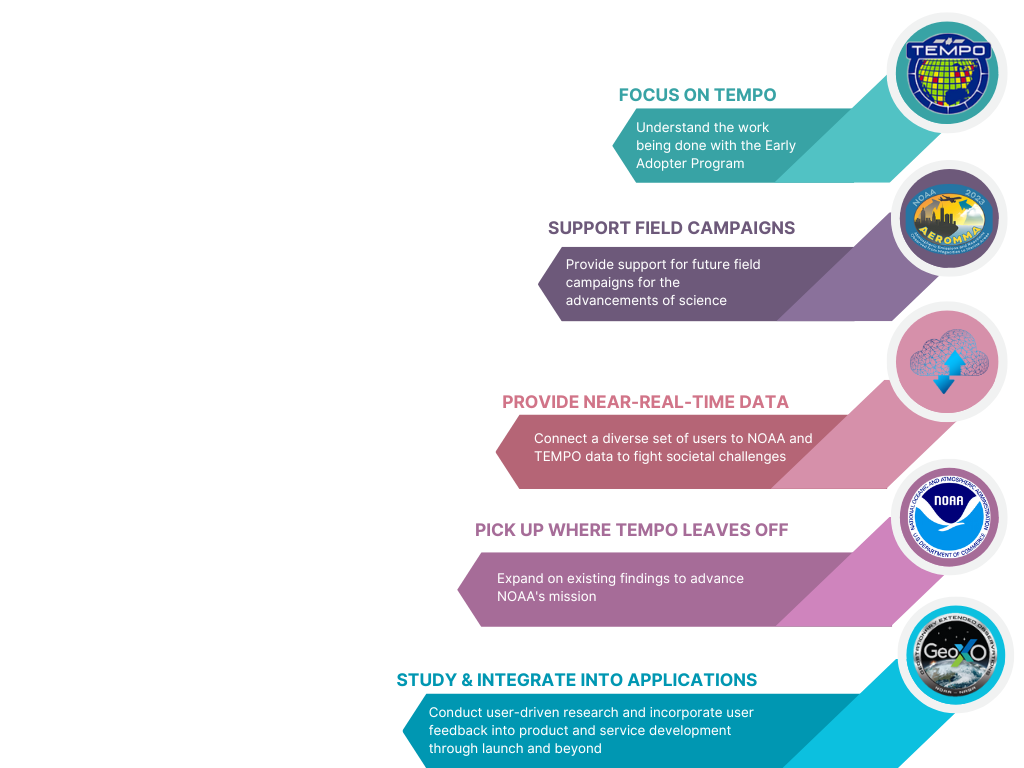 TEMPO
FOCUS ON TEMPO
Understand the work
being done with the Early
Adopter Program
NOAA 2023
AEROMMA
SUPPORT FIELD CAMPAIGNS
Provide support for future field
campaigns for the
advancements of science
PROVIDE NEAR-REAL-TIME DATA
Connect a diverse set of users to NOAA and
TEMPO data to fight societal challenges
NATIONAL OCEANIC AND ATMOSPHERIC ADMINISTRATION
NOAA
U.S. DEPARTMENT OF COMMERCE
PICK UP WHERE TEMPO LEAVES OFF
Expand on existing findings to advance
NOAA's mission
GEOSTATIONARY EXTENDED OBSERVATIONS
GeoXO
NOAA - NASA
STUDY & INTEGRATE INTO APPLICATIONS
Conduct user-driven research and incorporate user
feedback into product and service development
through launch and beyond